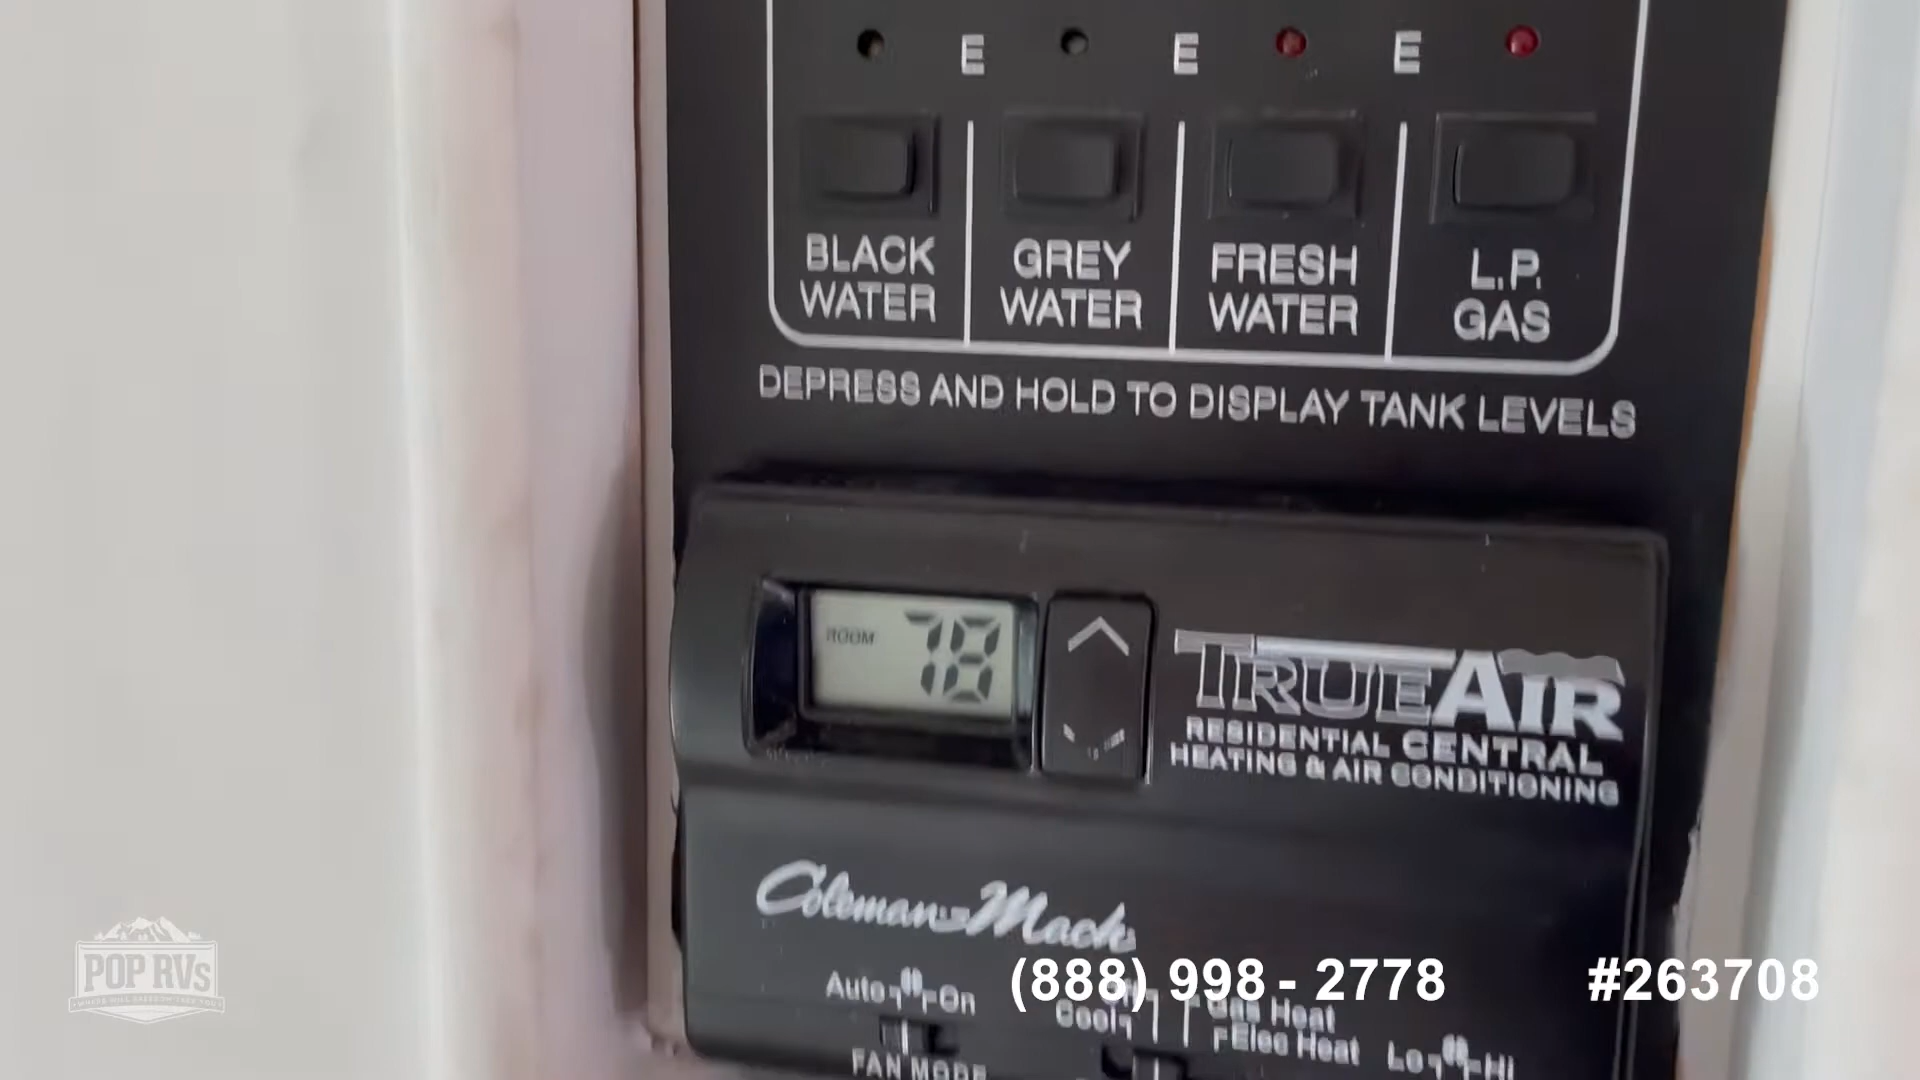 E E E
BLACK WATER
GREY WATER
FRESH WATER
L.P. GAS
DEPRESS AND HOLD TO DISPLAY TANK LEVELS
ROOM 78
TRUEAIR
RESIDENTIAL CENTRAL
HEATING & AIR CONDITIONING
Coleman-Mach
Auto On
FAN MODE
Cool
Gas Heat
Elec Heat
Lo Hi
POP RVs
(888) 998-2778
#263708